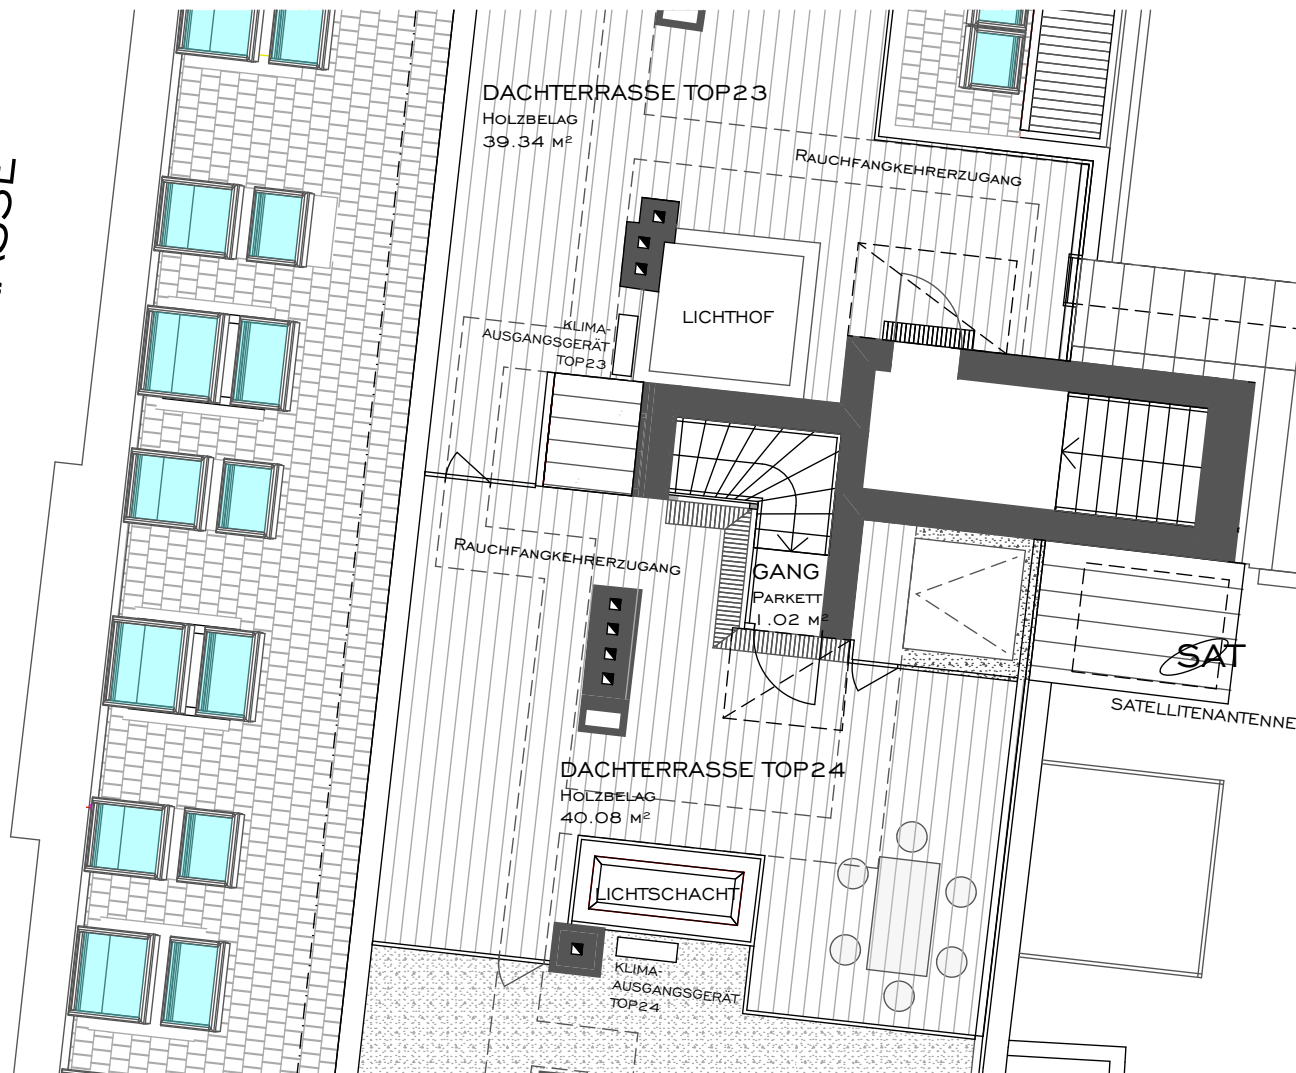 DACHTERRASSE TOP23
HOLZBELAG
39.34 M²
RAUCHFANGKEHRERZUGANG
LICHTHOF
KLIMA-
AUSGANGSGERÄT
TOP23
RAUCHFANGKEHRERZUGANG
GANG
PARKETT
1.02 M²
SAT
SATELLITENANTENNE
DACHTERRASSE TOP24
HOLZBELAG
40.08 M²
LICHTSCHACHT
KLIMA-
AUSGANGSGERÄT
TOP24